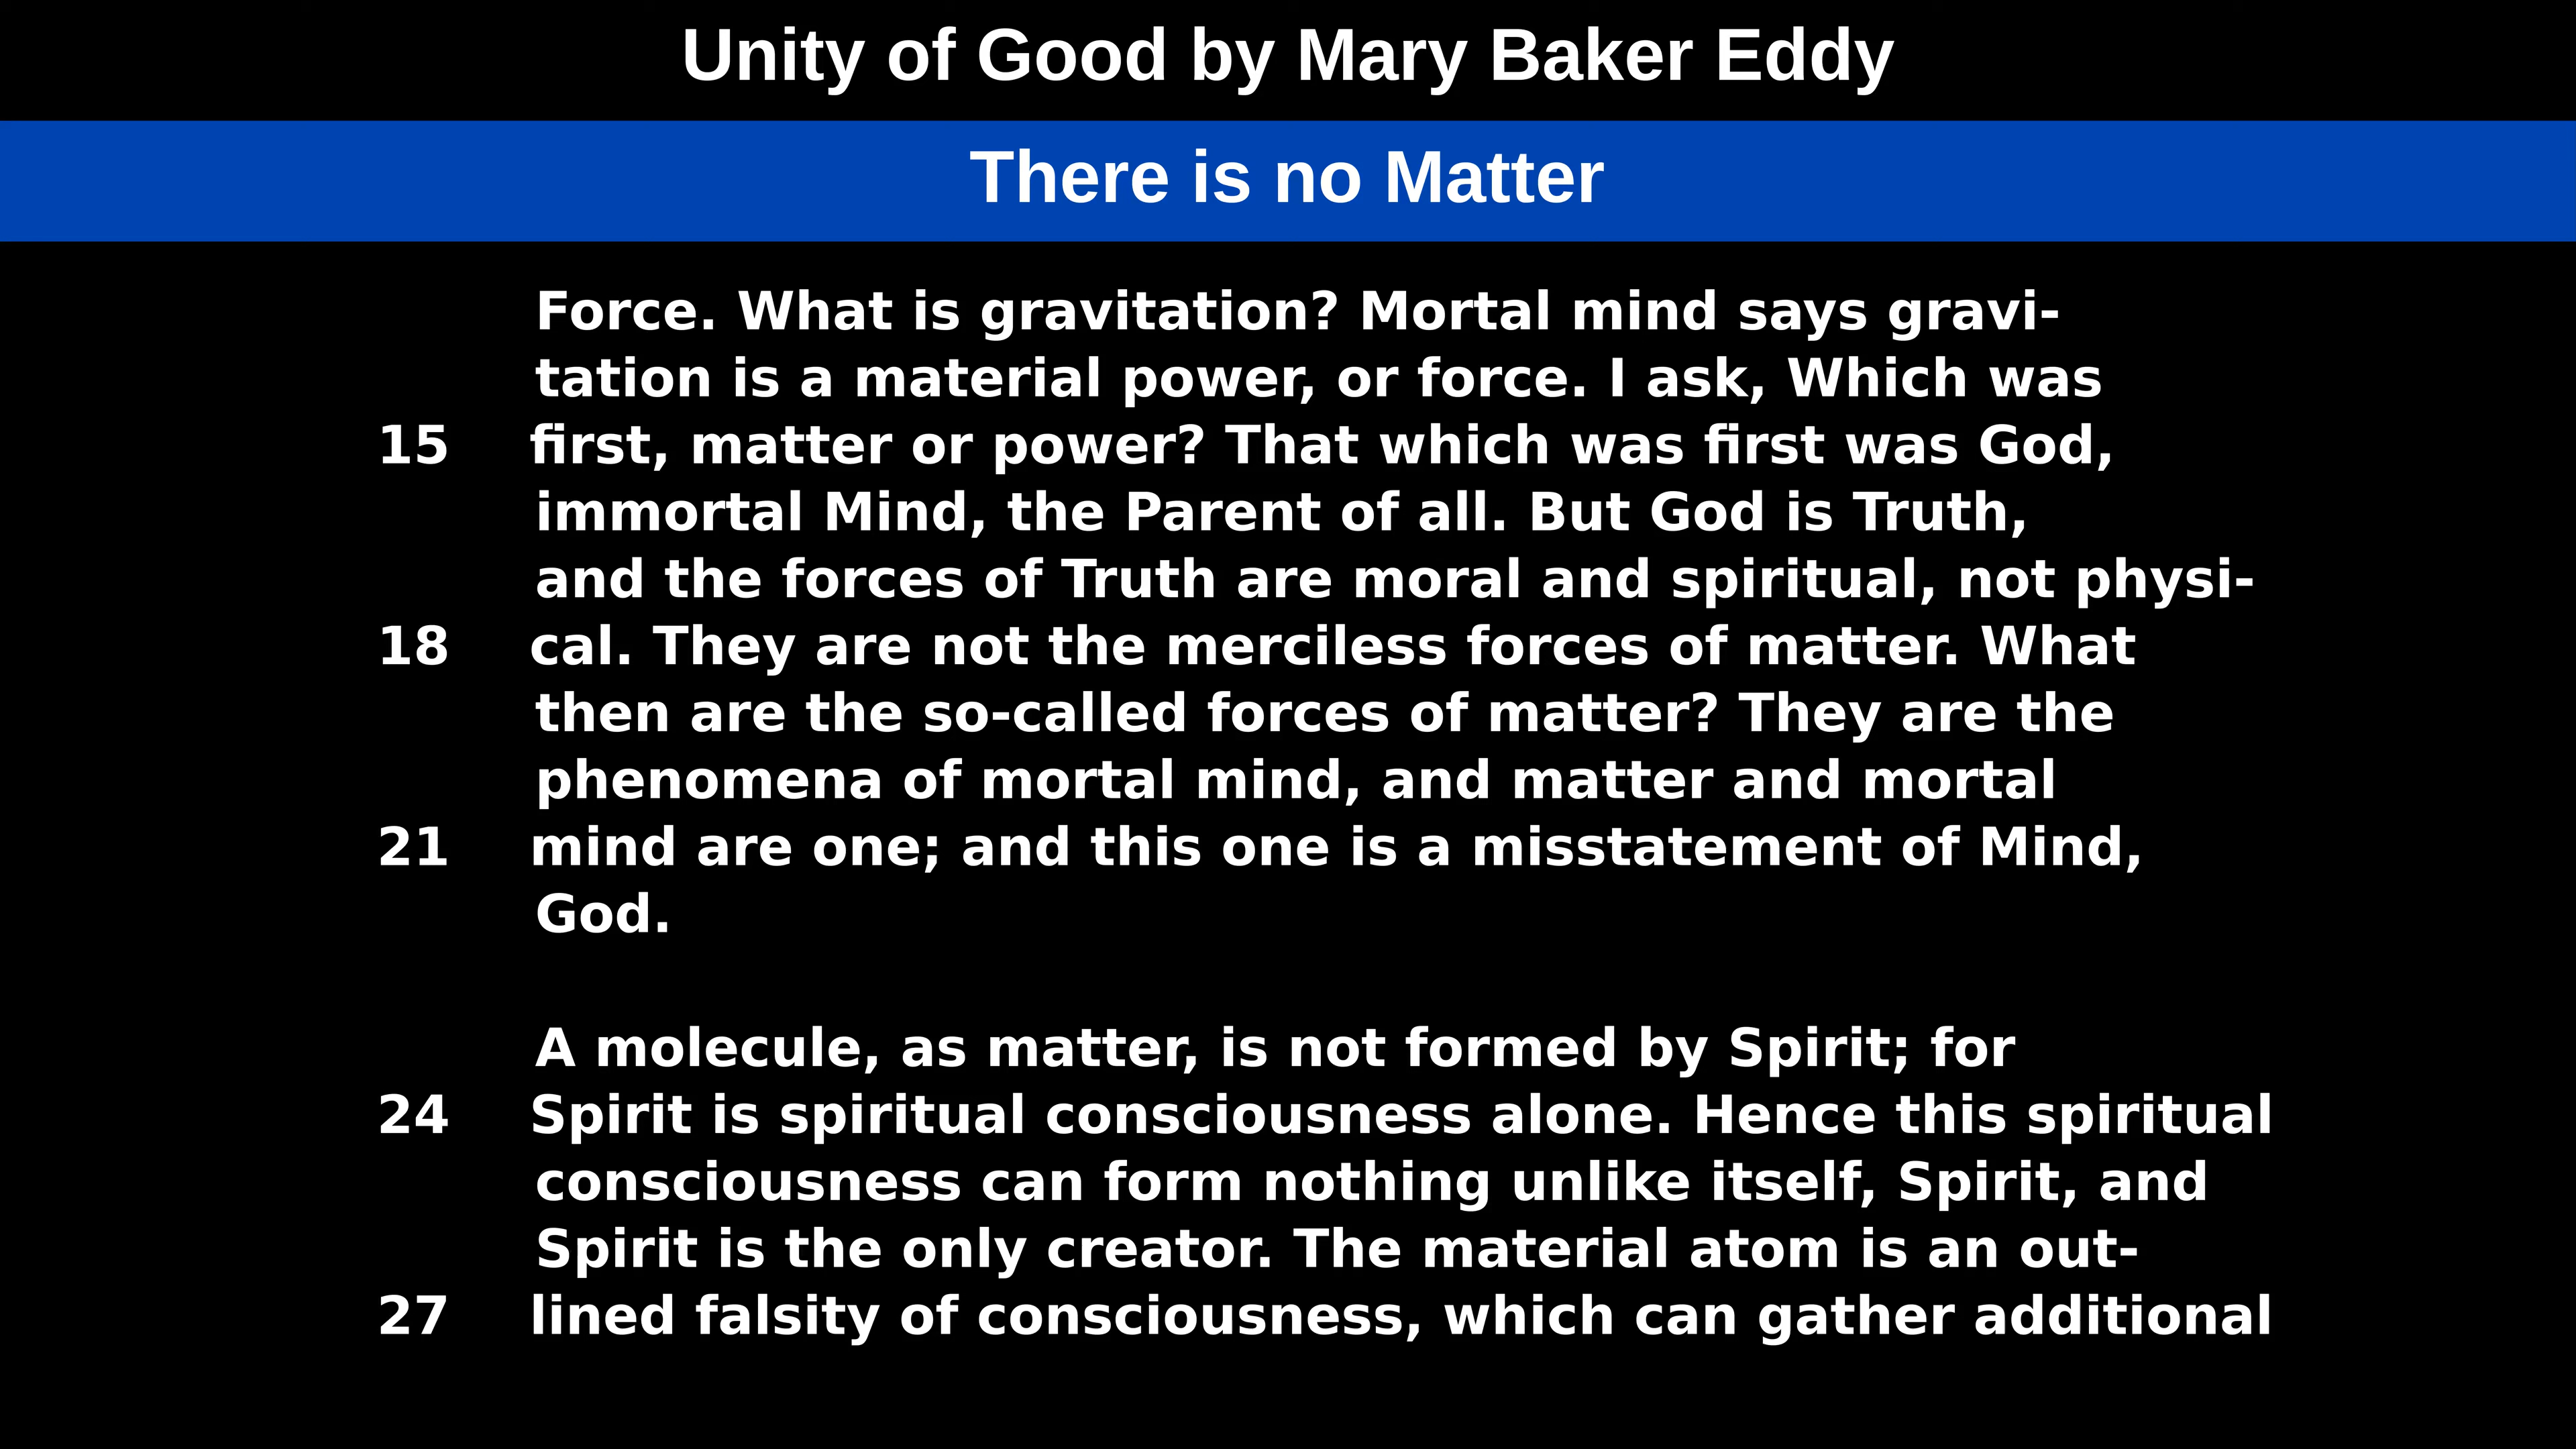 Unity of Good by Mary Baker Eddy
There is no Matter
Force. What is gravitation? Mortal mind says gravi-
tation is a material power, or force. I ask, Which was
15 first, matter or power? That which was first was God,
immortal Mind, the Parent of all. But God is Truth,
and the forces of Truth are moral and spiritual, not physi-
18 cal. They are not the merciless forces of matter. What
then are the so-called forces of matter? They are the
phenomena of mortal mind, and matter and mortal
21 mind are one; and this one is a misstatement of Mind,
God.
A molecule, as matter, is not formed by Spirit; for
24 Spirit is spiritual consciousness alone. Hence this spiritual
consciousness can form nothing unlike itself, Spirit, and
Spirit is the only creator. The material atom is an out-
27 lined falsity of consciousness, which can gather additional